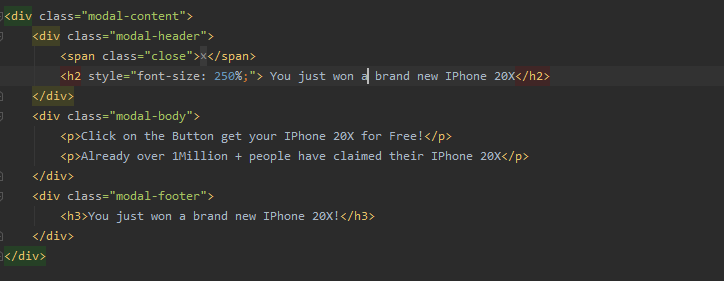 <div class="modal-content">
<div class="modal-header">
<span class="close">x</span>
<h2 style="font-size: 250%;"> You just won a brand new IPhone 20X</h2>
</div>
<div class="modal-body">
<p>Click on the Button get your IPhone 20X for Free!</p>
<p>Already over 1Million + people have claimed their IPhone 20X</p>
</div>
<div class="modal-footer">
<h3>You just won a brand new IPhone 20X!</h3>
</div>
</div>